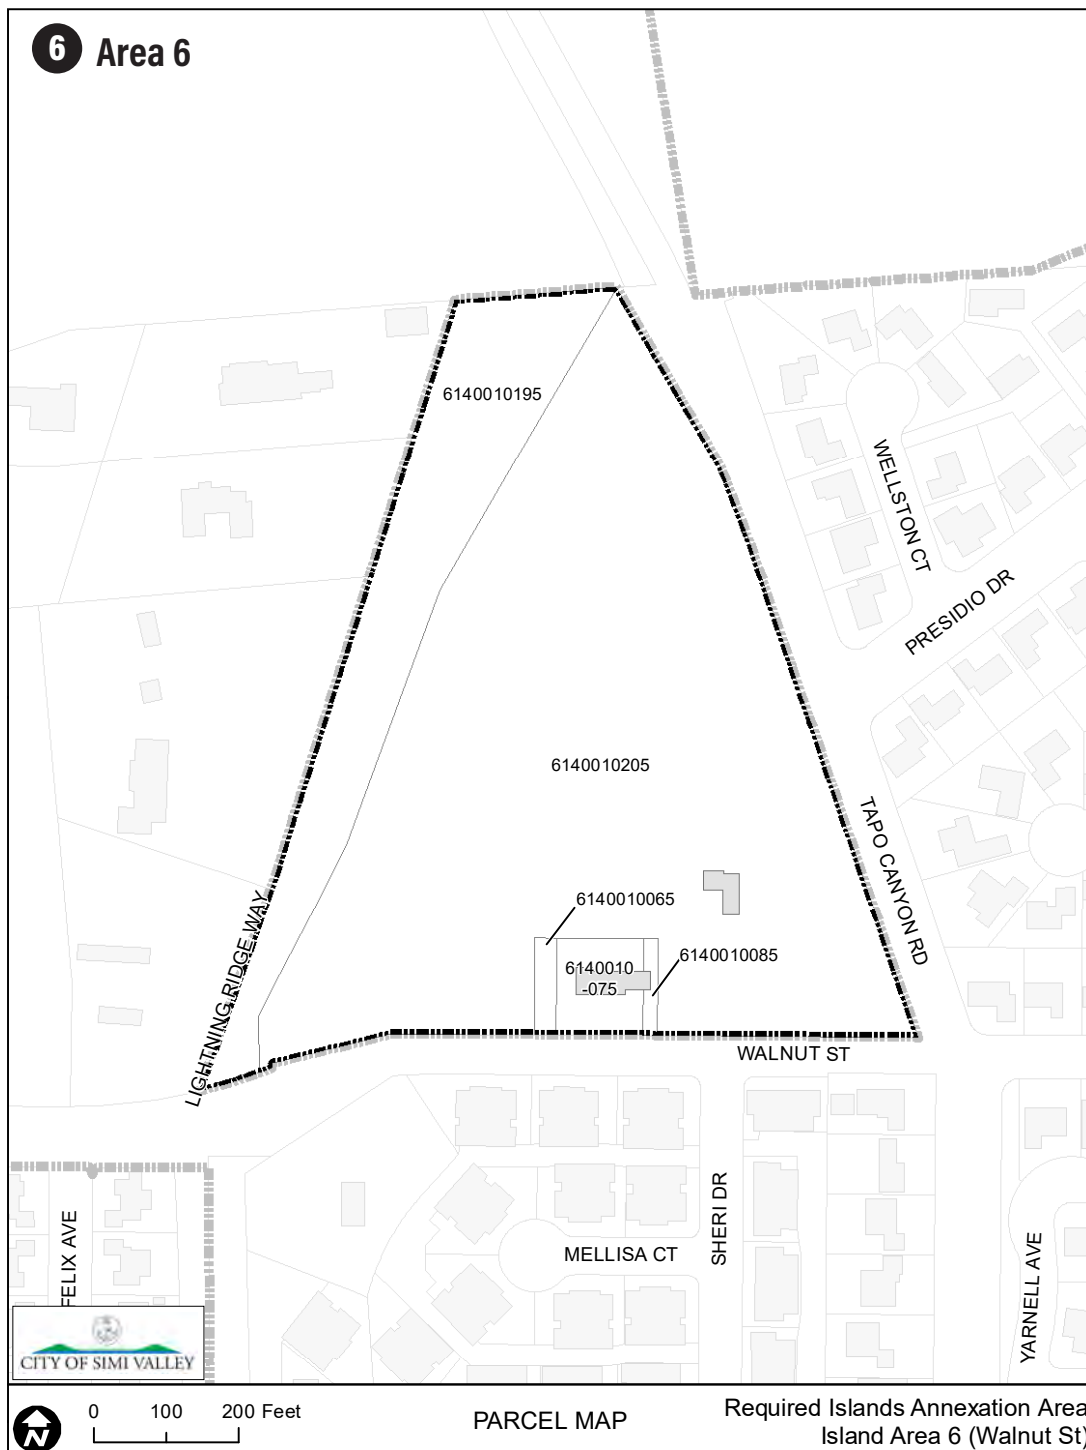 6 Area 6
6140010195
WELLSTON CT
PRESIDIO DR
6140010205
TAPO CANYON RD
6140010065
6140010085
6140010
-075
LIGHTNING RIDGE WAY
WALNUT ST
SHERI DR
MELLISA CT
FELIX AVE
YARNELL AVE
CITY OF SIMI VALLEY
N
0 100 200 Feet
PARCEL MAP
Required Islands Annexation Area
Island Area 6 (Walnut St)